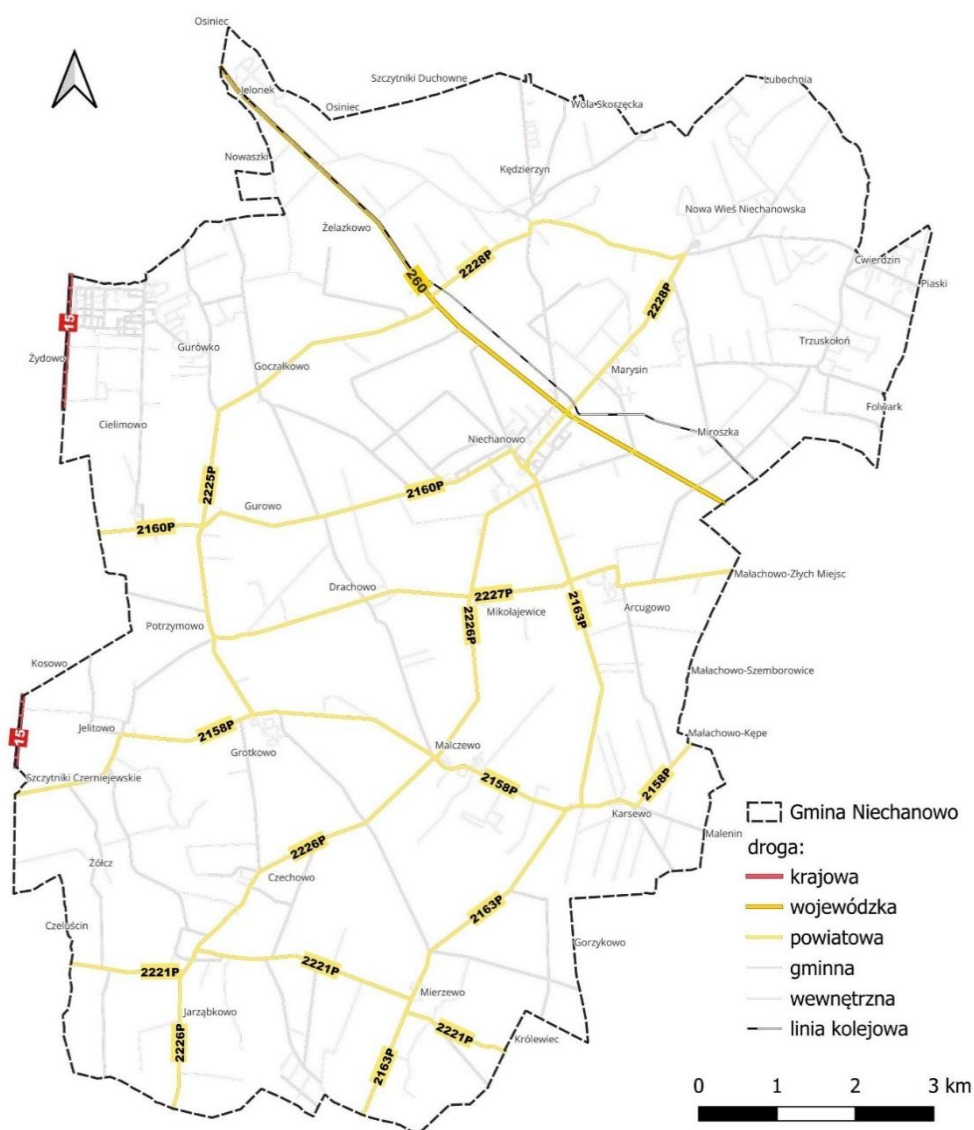 Osiniec
Szczytniki Duchowne
Lubochnia
Jelonek
Osiniec
Wola Skorzęcka
Nowaszki
Kędzierzyn
Nowa Wieś Niechanowska
Żelazkowo
2228P
Ćwierdzin
260
Piaski
2228P
15
Gurówko
Trzuskołoń
Żydowo
Goczałkowo
Marysin
Folwark
Cielimowo
Miroszka
Niechanowo
2225P
2160P
Gurowo
2160P
Małachowo-Złych Miejsc
Drachowo
2227P
2163P
Arcugowo
Mikołajewice
2226P
Potrzymowo
Kosowo
Małachowo-Szemborowice
Jelitowo
2158P
Małachowo-Kępe
15
Grotkowo
Malczewo
Szczytniki Czerniejewskie
2158P
2158P
Karsewo
Malenin
2226P
Żółcz
Czechowo
2163P
Czeluścin
Gorzykowo
2221P
2221P
Mierzewo
Jarząbkowo
2221P
Królewiec
2226P
2163P
Gmina Niechanowo
droga:
krajowa
wojewódzka
powiatowa
gminna
wewnętrzna
linia kolejowa
0 1 2 3 km